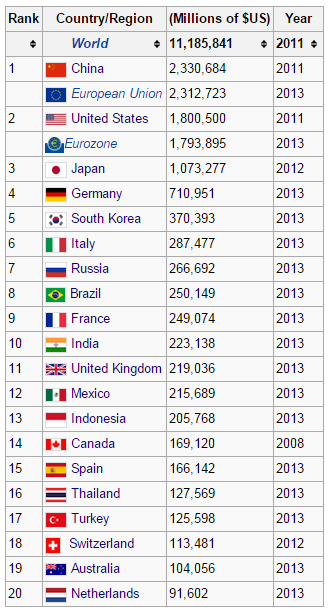 Rank Country/Region (Millions of $US) Year
World 11,185,841 2011
1 China 2,330,684 2011
European Union 2,312,723 2013
2 United States 1,800,500 2011
Eurozone 1,793,895 2013
3 Japan 1,073,277 2012
4 Germany 710,951 2013
5 South Korea 370,393 2013
6 Italy 287,477 2013
7 Russia 266,692 2013
8 Brazil 250,149 2013
9 France 249,074 2013
10 India 223,138 2013
11 United Kingdom 219,036 2013
12 Mexico 215,689 2013
13 Indonesia 205,768 2013
14 Canada 169,120 2008
15 Spain 166,142 2013
16 Thailand 127,569 2013
17 Turkey 125,598 2013
18 Switzerland 113,481 2012
19 Australia 104,056 2013
20 Netherlands 91,602 2013